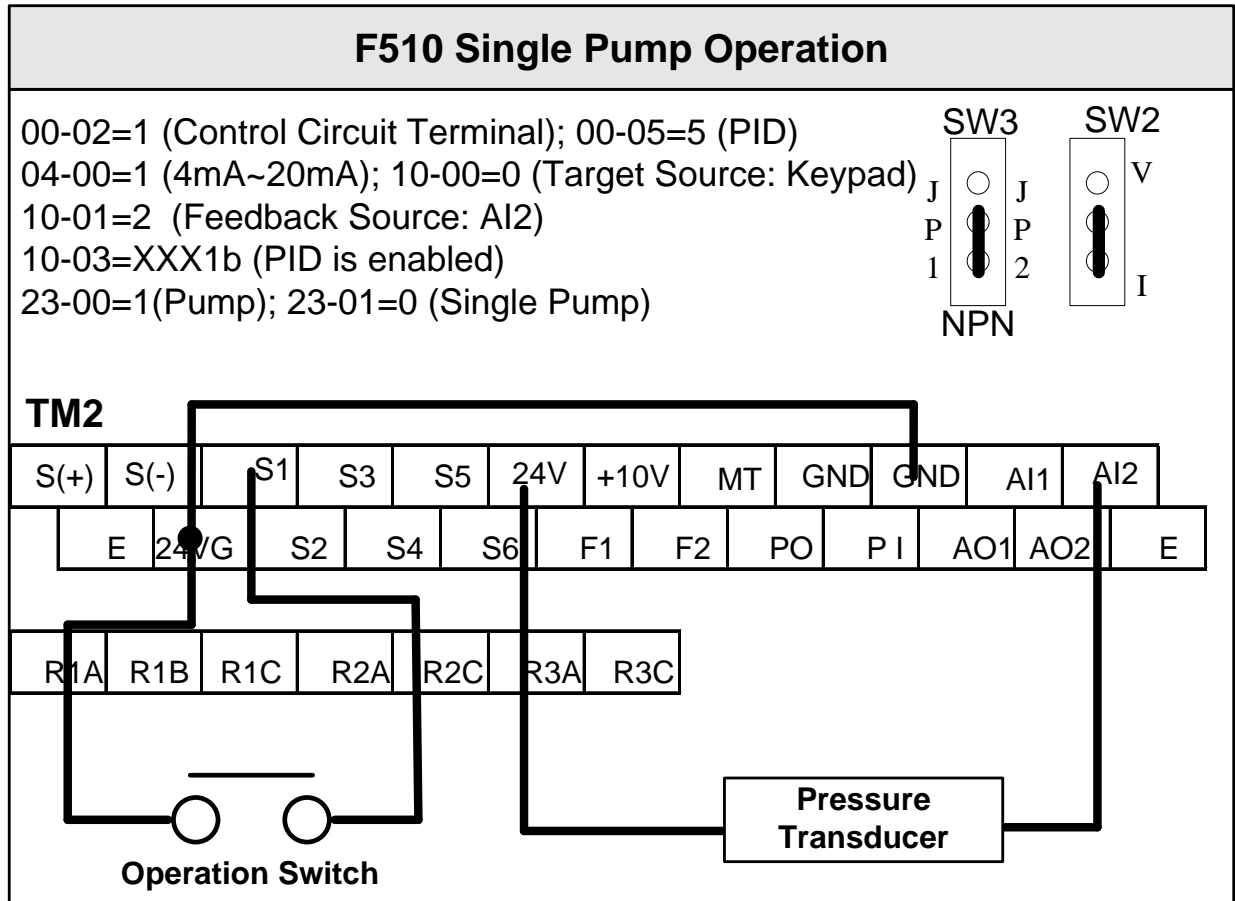 F510 Single Pump Operation
00-02=1 (Control Circuit Terminal); 00-05=5 (PID)
04-00=1 (4mA~20mA); 10-00=0 (Target Source: Keypad)
10-01=2 (Feedback Source: AI2)
10-03=XXX1b (PID is enabled)
23-00=1(Pump); 23-01=0 (Single Pump)
SW3 SW2
J J V
P P
1 2 I
NPN
TM2
S(+) S(-) S1 S3 S5 24V +10V MT GND GND AI1 AI2
E 24VG S2 S4 S6 F1 F2 PO P I AO1 AO2 E
R1A R1B R1C R2A R2C R3A R3C
Pressure
Transducer
Operation Switch